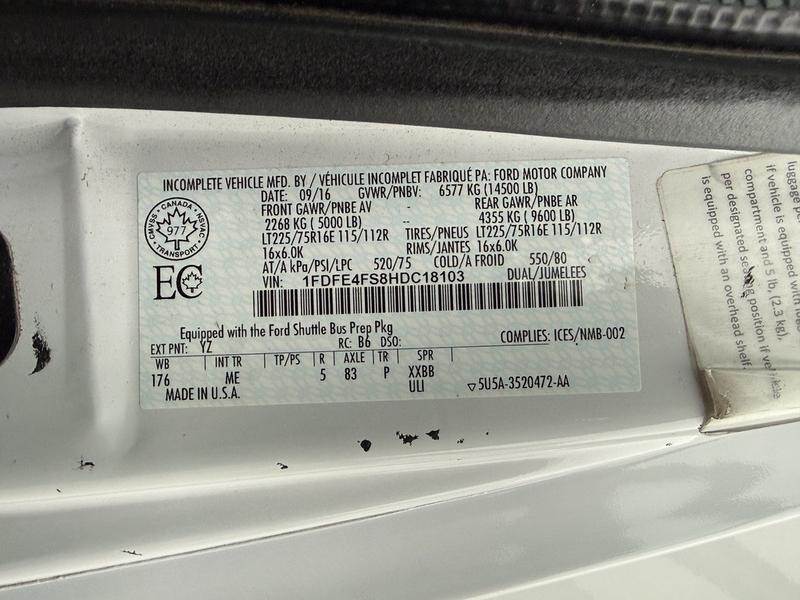 INCOMPLETE VEHICLE MFD. BY / VÉHICULE INCOMPLET FABRIQUÉ PA: FORD MOTOR COMPANY
DATE: 09/16 GVWR/PNBV: 6577 KG (14500 LB)
FRONT GAWR/PNBE AV -- REAR GAWR/PNBE AR
2268 KG ( 5000 LB) 4355 KG ( 9600 LB)
LT225/75R16E 115/112R TIRES/PNEUS LT225/75R16E 115/112R
16x6.0K RIMS/JANTES 16x6.0K
AT/A kPa/PSI/LPC 520/75 COLD/A FROID 550/80
VIN: 1FDFE4FS8HDC18103 DUAL/JUMELEES
CMVSS • CANADA • NSVAC
977
TRANSPORT
EC
Equipped with the Ford Shuttle Bus Prep Pkg
EXT PNT: YZ RC: B6 DSO: COMPLIES: ICES/NMB-002
WB INT TR TP/PS R AXLE TR SPR
176 ME 5 83 P XXBB
ULI
MADE IN U.S.A. ▽5U5A-3520472-AA
luggage
if vehicle is equipped with
compartment and 5 lb, (2.3 kg),
per designated seating position if vehicle
is equipped with an overhead shelf.